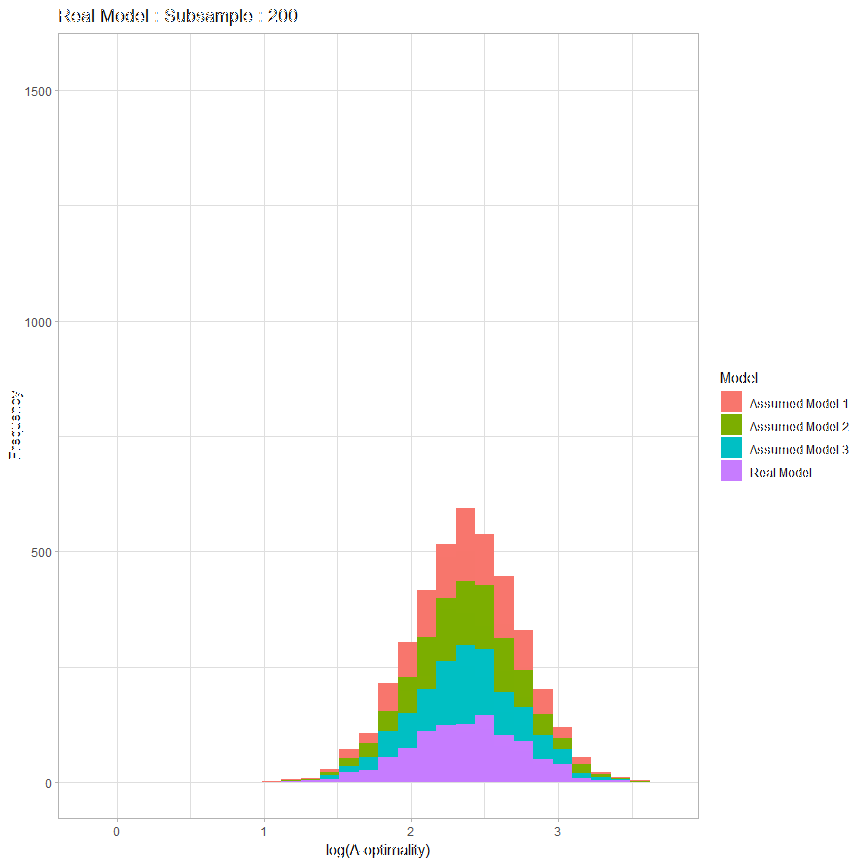 Real Model : Subsample : 200
1500
1000
500
0
Frequency
0 1 2 3
log(A-optimality)
Model
Assumed Model 1
Assumed Model 2
Assumed Model 3
Real Model